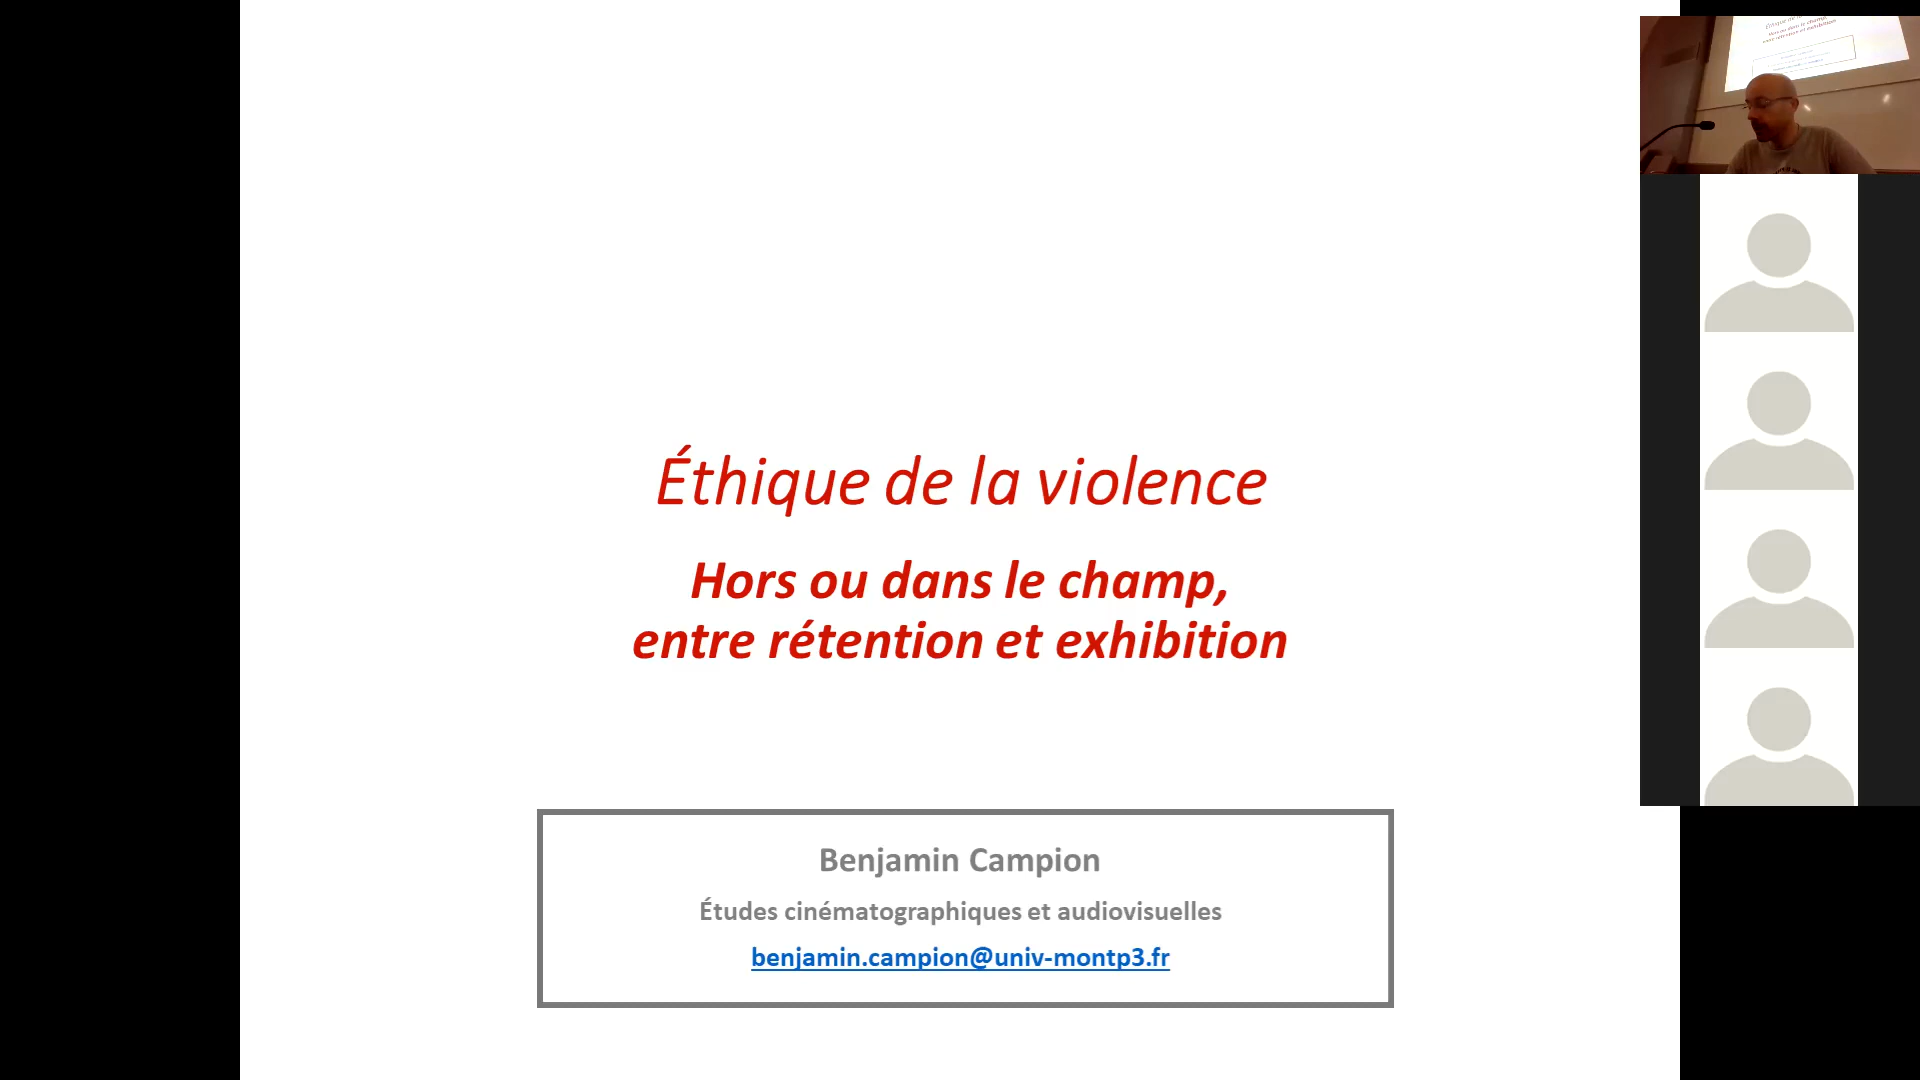 Éthique de la violence
Hors ou dans le champ,
entre rétention et exhibition
Benjamin Campion
Études cinématographiques et audiovisuelles
benjamin.campion@univ-montp3.fr